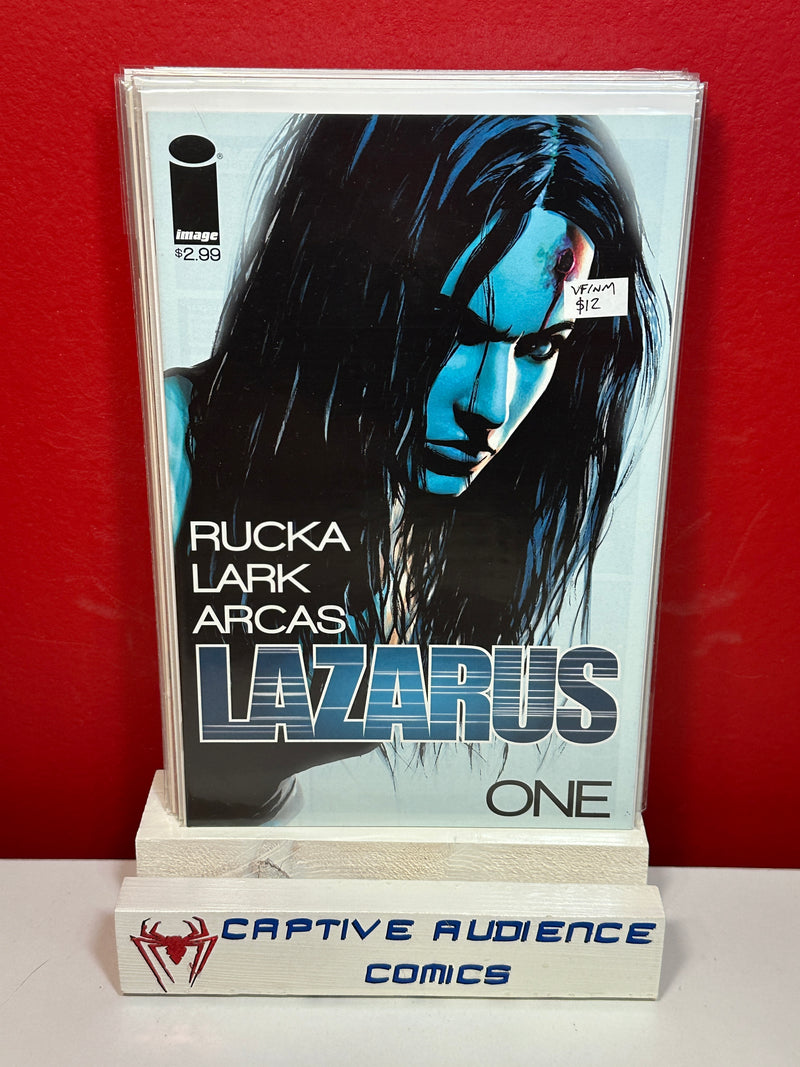 image
®
$2.99
VF/NM
$12
RUCKA
LARK
ARCAS
LAZARUS
ONE
CAPTIVE AUDIENCE
COMICS